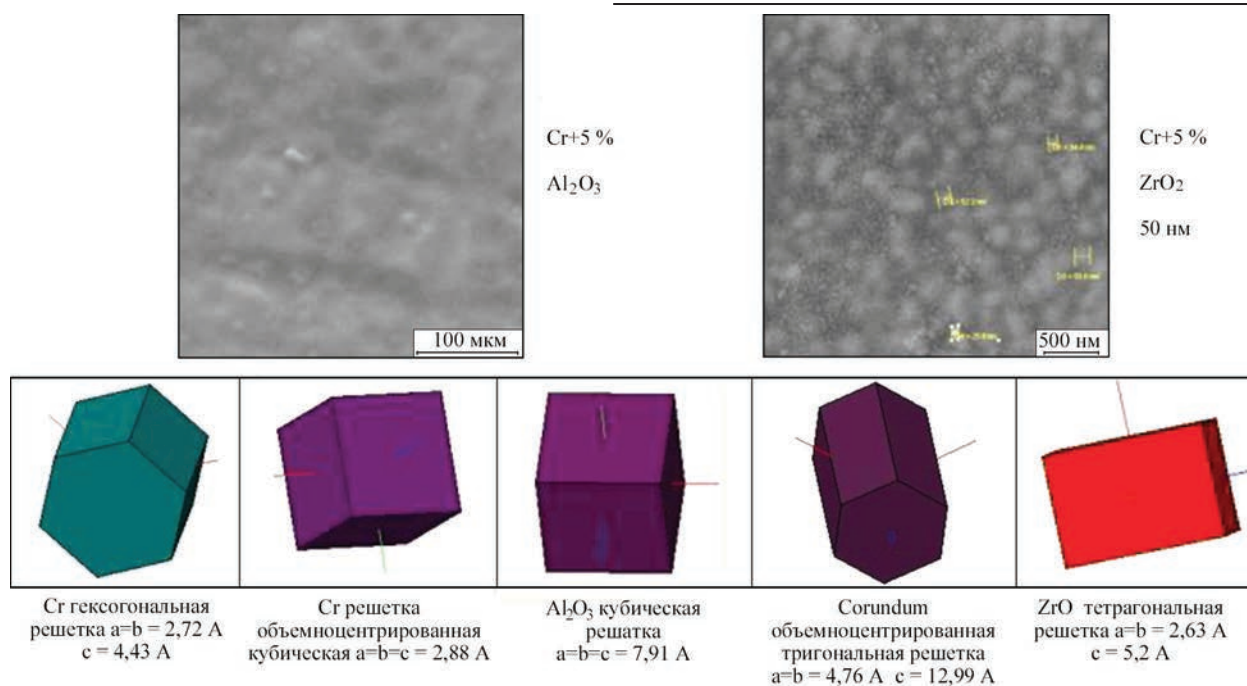 Cr+5 %
Al2O3
100 мкм
Cr+5 %
ZrO2
50 нм
500 нм
Cr гексогональная
решетка a=b = 2,72 А
c = 4,43 А
Cr решетка
объемноцентрированная
кубическая a=b=c = 2,88 А
Al2O3 кубическая
решатка
a=b=c = 7,91 А
Corundum
объемноцентрированная
тригональная решетка
a=b = 4,76 А c = 12,99 А
ZrO тетрагональная
решетка a=b = 2,63 А
c = 5,2 А